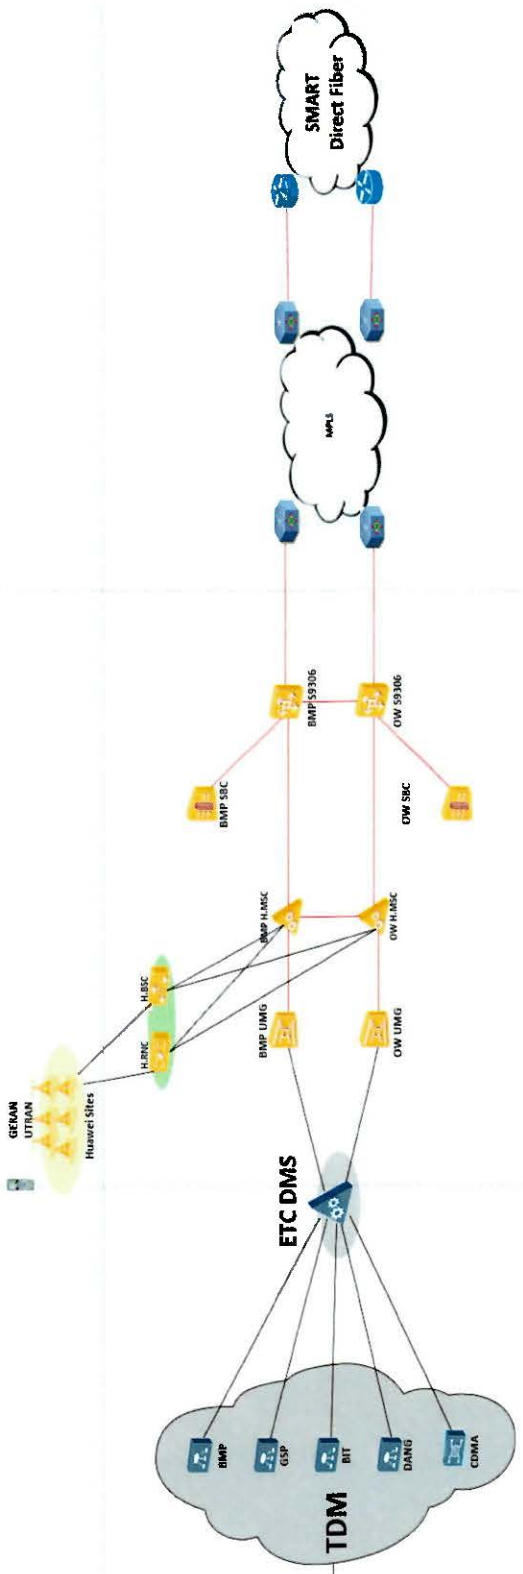 GERAN
UTRAN
Huawei Sites
H.RNC
H.BSC
BMP SBC
BMP
GSP
BIT
DANG
CDMA
TDM
ETC DMS
BMP UMG
OW UMG
BMP H.MSC
OW H.MSC
BMP S9306
OW S9306
OW SBC
MPLS
SMART
Direct Fiber